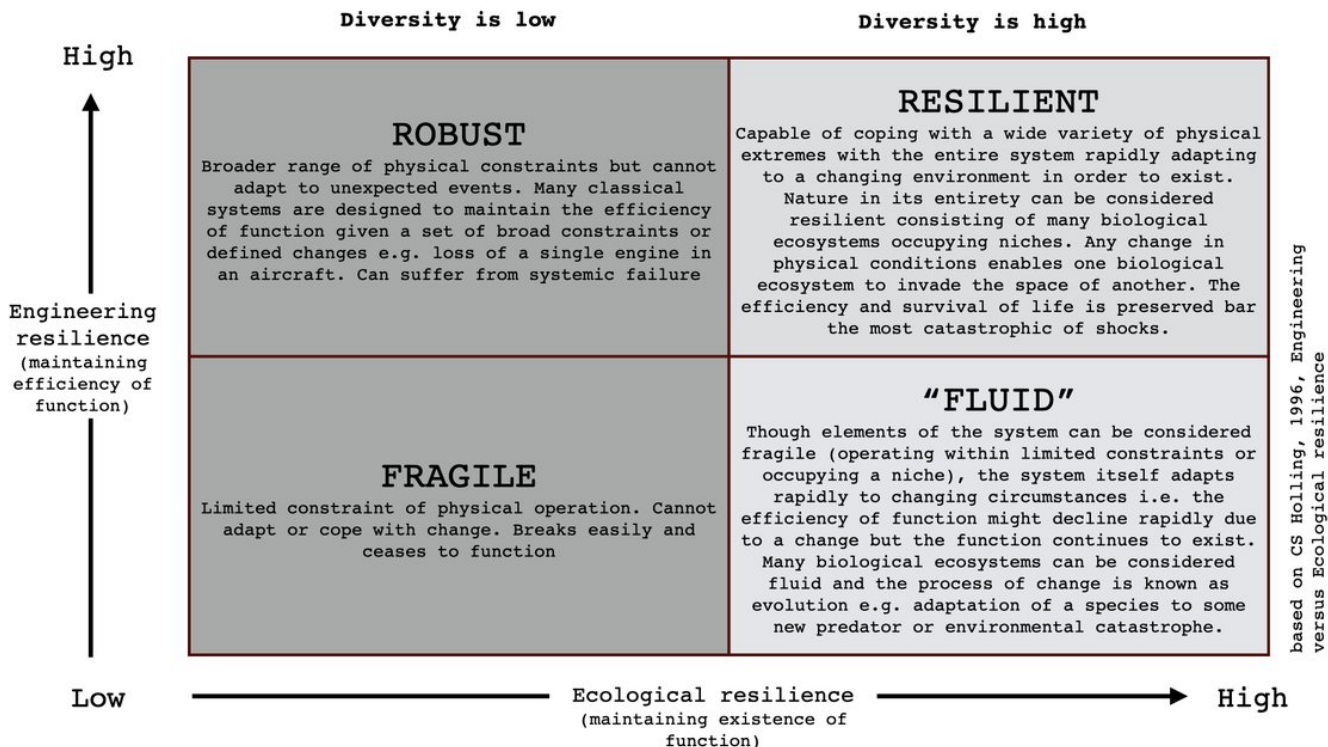 Diversity is low
Diversity is high
High
ROBUST
Broader range of physical constraints but cannot
adapt to unexpected events. Many classical
systems are designed to maintain the efficiency
of function given a set of broad constraints or
defined changes e.g. loss of a single engine in
an aircraft. Can suffer from systemic failure
RESILIENT
Capable of coping with a wide variety of physical
extremes with the entire system rapidly adapting
to a changing environment in order to exist.
Nature in its entirety can be considered
resilient consisting of many biological
ecosystems occupying niches. Any change in
physical conditions enables one biological
ecosystem to invade the space of another. The
efficiency and survival of life is preserved bar
the most catastrophic of shocks.
Engineering
resilience
(maintaining
efficiency of
function)
FRAGILE
Limited constraint of physical operation. Cannot
adapt or cope with change. Breaks easily and
ceases to function
“FLUID”
Though elements of the system can be considered
fragile (operating within limited constraints or
occupying a niche), the system itself adapts
rapidly to changing circumstances i.e. the
efficiency of function might decline rapidly due
to a change but the function continues to exist.
Many biological ecosystems can be considered
fluid and the process of change is known as
evolution e.g. adaptation of a species to some
new predator or environmental catastrophe.
based on CS Holling, 1996, Engineering
versus Ecological resilience
Low
Ecological resilience
(maintaining existence of
function)
High